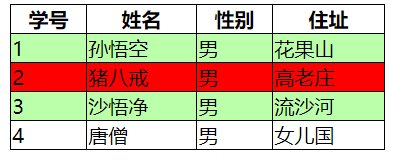 学号 姓名 性别 住址
1 孙悟空 男 花果山
2 猪八戒 男 高老庄
3 沙悟净 男 流沙河
4 唐僧 男 女儿国